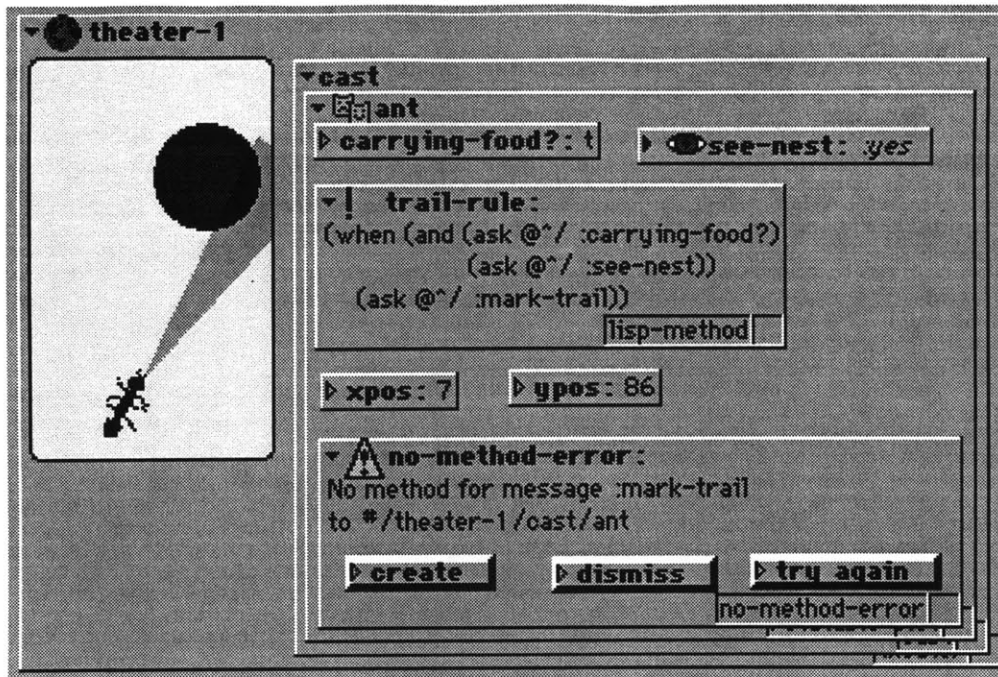 theater-1
cast
ant
carrying-food?: t
see-nest: yes
! trail-rule:
(when (and (ask @^/ :carrying-food?)
(ask @^/ :see-nest))
(ask @^/ :mark-trail))
lisp-method
xpos: 7
ypos: 86
no-method-error:
No method for message :mark-trail
to #/theater-1/cast/ant
create
dismiss
try again
no-method-error